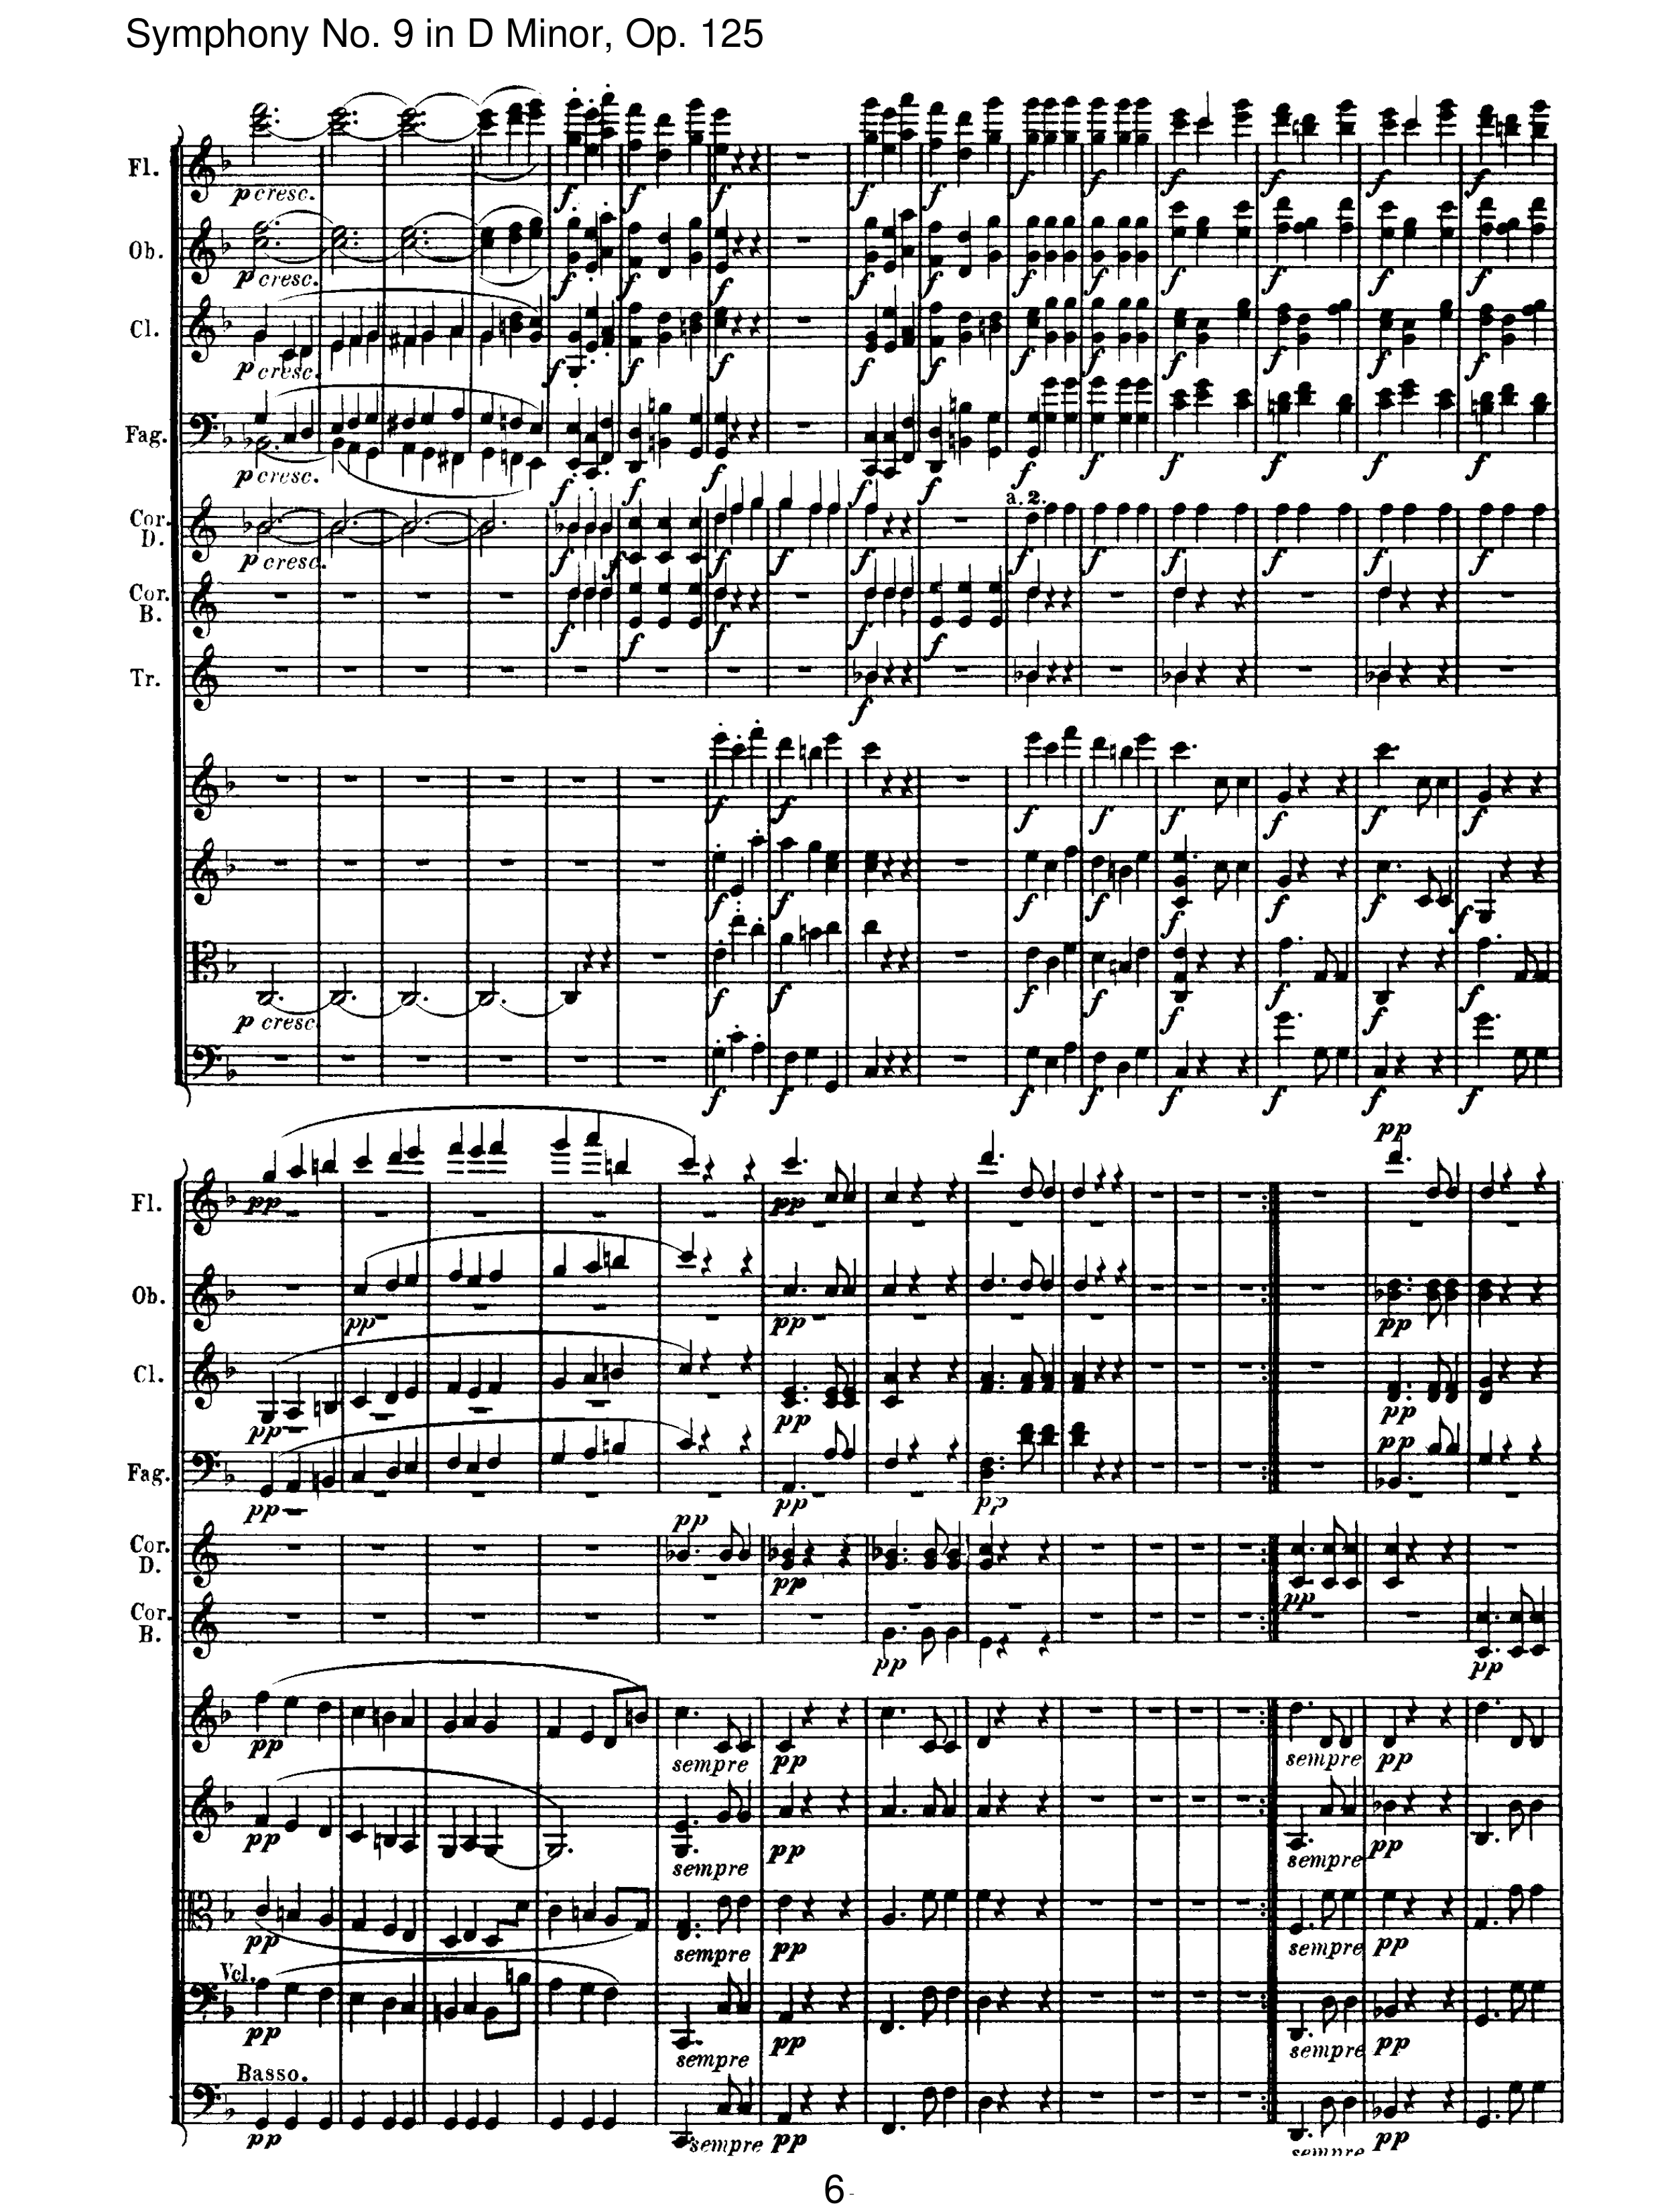 Symphony No. 9 in D Minor, Op. 125
Fl.
p cresc.
f f f f f f f f f f f
Ob.
p cresc.
f f f f f f f f f f f
Cl.
p cresc.
f f f f f f f f f f f
Fag.
p cresc.
f f f f f f f f f f f
Cor. D.
a. 2.
p cresc.
f f f f f f f f f f f
Cor. B.
f f f f f
Tr.
f
f f f f f f f f
f f f f f f f f
p cresc.
f f f f f f f f
f f f f f f f f
pp
Fl.
pp pp
Ob.
pp pp pp
Cl.
pp pp pp
Fag.
pp pp pp pp
Cor. D.
pp pp pp
Cor. B.
pp pp
pp sempre pp sempre pp
pp sempre pp sempre pp
pp sempre pp sempre pp
Vcl.
pp sempre pp sempre pp
Basso.
pp sempre pp sempre pp
6